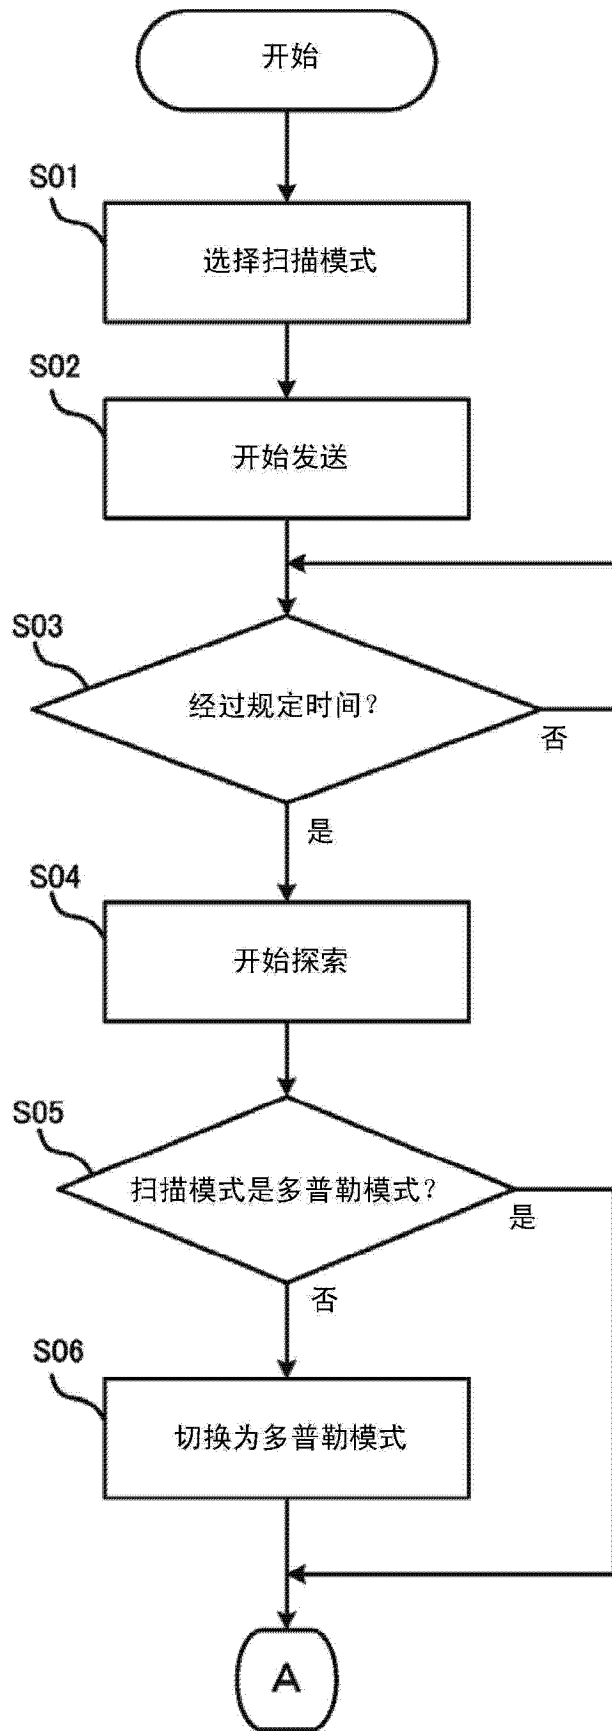 开始
S01
选择扫描模式
S02
开始发送
S03
经过规定时间?
否
是
S04
开始探索
S05
扫描模式是多普勒模式?
是
否
S06
切换为多普勒模式
A